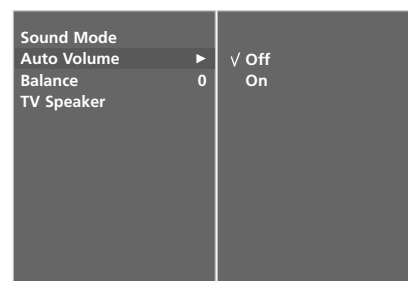 Sound Mode
Auto Volume ▶
Balance 0
TV Speaker
√ Off
On